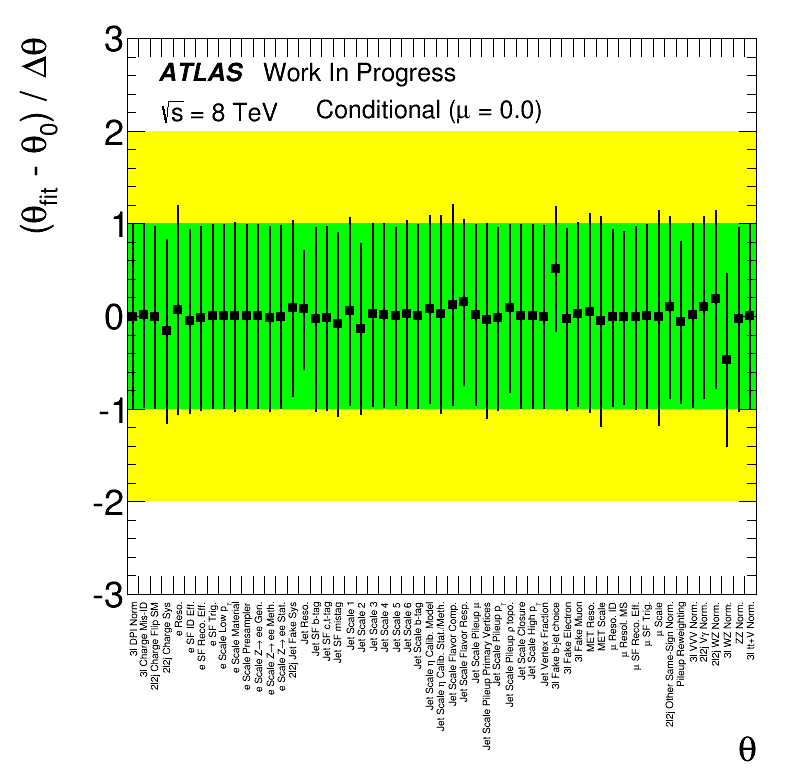 (θfit - θ0) / Δθ
3
2
1
0
-1
-2
-3
ATLAS Work In Progress
√s = 8 TeV Conditional (μ = 0.0)
3l DPI Norm
3l Charge Mis-ID
2l2j Charge Flip SM
2l2j Charge Sys
e Reso.
e SF ID Eff.
e SF Reco. Eff.
e SF Trig.
e Scale Low pT
e Scale Material
e Scale Presampler
e Scale Z→ ee Gen.
e Scale Z→ ee Meth.
e Scale Z→ ee Stat.
2l2j Jet Fake Sys
Jet Reso.
Jet SF b-tag
Jet SF c,t-tag
Jet SF mistag
Jet Scale 1
Jet Scale 2
Jet Scale 3
Jet Scale 4
Jet Scale 5
Jet Scale 6
Jet Scale b-tag
Jet Scale η Calib. Model
Jet Scale η Calib. Stat./Meth.
Jet Scale Flavor Comp.
Jet Scale Flavor Resp.
Jet Scale Pileup μ
Jet Scale Pileup Primary Vertices
Jet Scale Pileup pT
Jet Scale Pileup ρ topo.
Jet Scale Closure
Jet Scale High pT
Jet Vertex Fraction
3l Fake b-jet choice
3l Fake Electron
3l Fake Muon
MET Reso.
MET Scale
μ Reso. ID
μ Resol. MS
μ SF Reco. Eff.
μ SF Trig.
μ Scale
2l2j Other Same-Sign Norm.
Pileup Reweighting
3l VVV Norm.
2l2j Vγ Norm.
2l2j WZ Norm.
3l WZ Norm.
ZZ Norm.
3l tt+V Norm.
θ